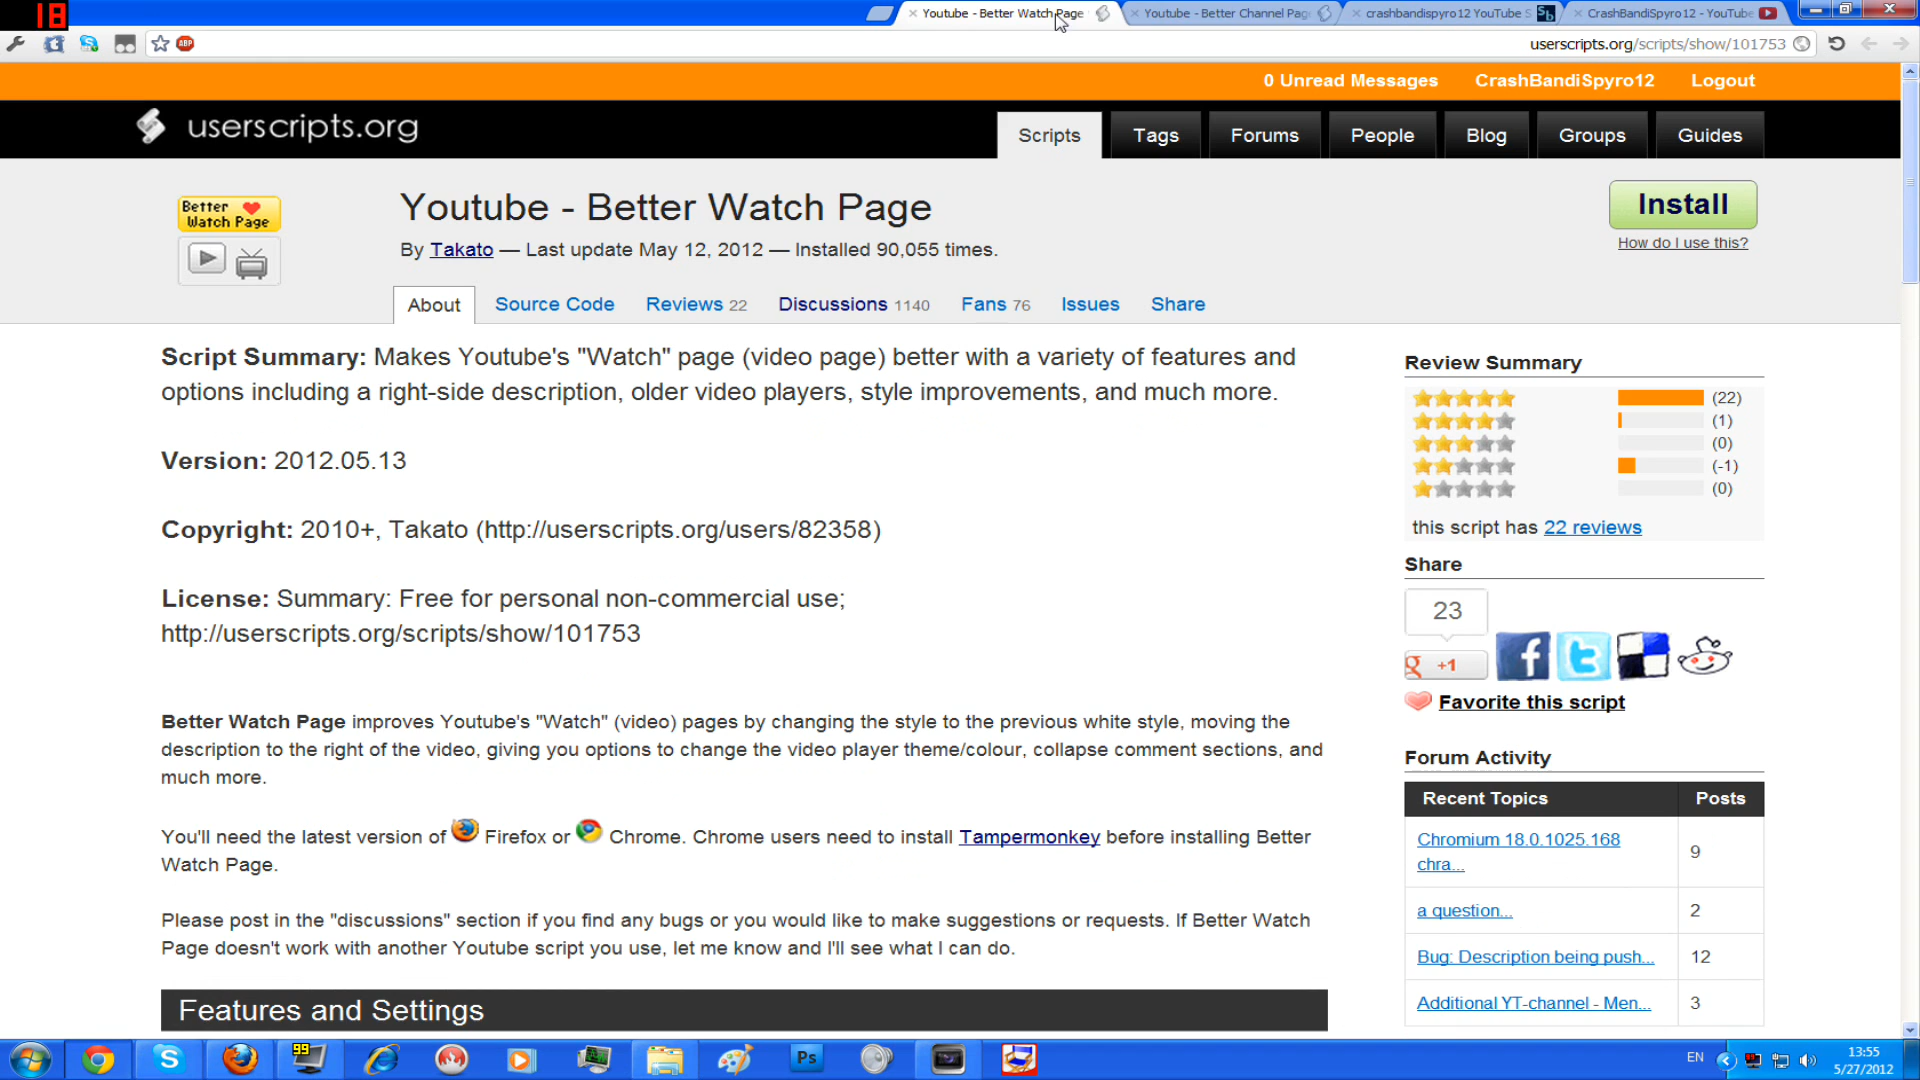 18
Youtube - Better Watch Page
Youtube - Better Channel Pag
crashbandispyro12 YouTube S
Sb
CrashBandiSpyro12 - YouTube
ABP
userscripts.org/scripts/show/101753
0 Unread Messages
CrashBandiSpyro12
Logout
userscripts.org
Scripts
Tags
Forums
People
Blog
Groups
Guides
Better
Watch Page
Youtube - Better Watch Page
By Takato — Last update May 12, 2012 — Installed 90,055 times.
Install
How do I use this?
About
Source Code
Reviews 22
Discussions 1140
Fans 76
Issues
Share
Script Summary: Makes Youtube's "Watch" page (video page) better with a variety of features and
options including a right-side description, older video players, style improvements, and much more.
Version: 2012.05.13
Copyright: 2010+, Takato (http://userscripts.org/users/82358)
License: Summary: Free for personal non-commercial use;
http://userscripts.org/scripts/show/101753
Better Watch Page improves Youtube's "Watch" (video) pages by changing the style to the previous white style, moving the
description to the right of the video, giving you options to change the video player theme/colour, collapse comment sections, and
much more.
You'll need the latest version of Firefox or Chrome. Chrome users need to install Tampermonkey before installing Better
Watch Page.
Please post in the "discussions" section if you find any bugs or you would like to make suggestions or requests. If Better Watch
Page doesn't work with another Youtube script you use, let me know and I'll see what I can do.
Features and Settings
Review Summary
(22)
(1)
(0)
(-1)
(0)
this script has 22 reviews
Share
23
g +1
f
t
Favorite this script
Forum Activity
Recent Topics
Posts
Chromium 18.0.1025.168
chra...
9
a question...
2
Bug: Description being push...
12
Additional YT-channel - Men...
3
99
Ps
EN
13:55
5/27/2012